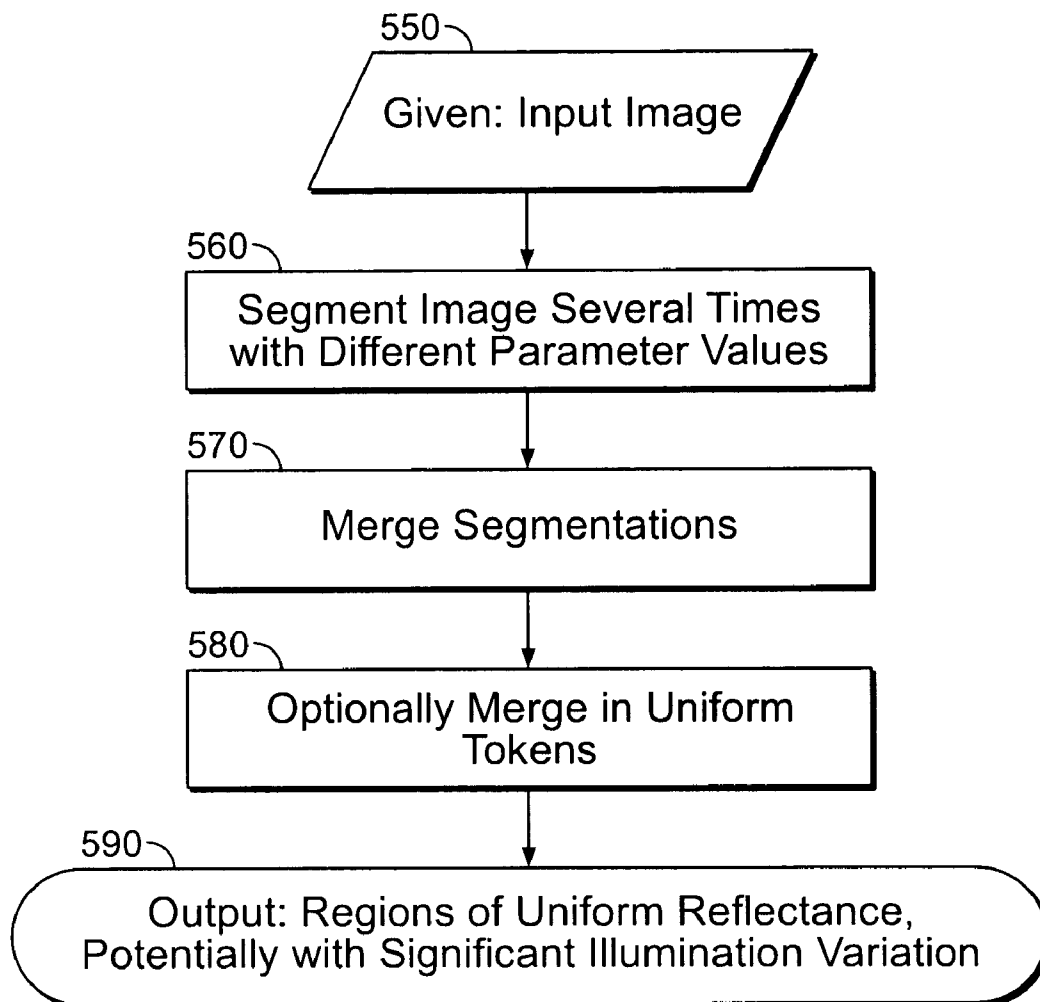 550
Given: Input Image
560
Segment Image Several Times
with Different Parameter Values
570
Merge Segmentations
580
Optionally Merge in Uniform
Tokens
590
Output: Regions of Uniform Reflectance,
Potentially with Significant Illumination Variation